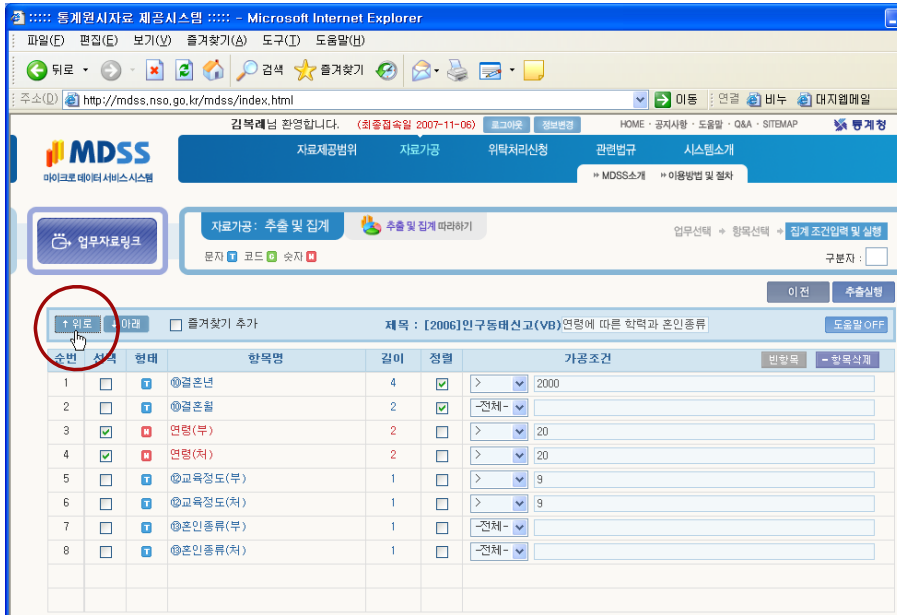 ::::: 통계원시자료 제공시스템 ::::: - Microsoft Internet Explorer
파일(F) 편집(E) 보기(V) 즐겨찾기(A) 도구(T) 도움말(H)
뒤로 검색 즐겨찾기
주소(D) http://mdss.nso.go.kr/mdss/index.html 이동 연결 비누 대지웹메일
김복래님 환영합니다. (최종접속일 2007-11-06) 로그아웃 정보변경 HOME · 공지사항 · 도움말 · Q&A · SITEMAP 통계청
MDSS 자료제공범위 자료가공 위탁처리신청 관련법규 시스템소개
마이크로 데이터 서비스 시스템 MDSS소개 이용방법 및 절차
업무자료링크 자료가공 : 추출 및 집계 추출 및 집계 따라하기
업무선택 항목선택 집계 조건입력 및 실행
문자 T 코드 C 숫자 N 구분자 :
이전 추출실행
↑ 위로 ↓ 아래 즐겨찾기 추가 제목 : [2006]인구동태신고(VB) 연령에 따른 학력과 혼인종류 도움말 OFF
순번 선택 형태 항목명 길이 정렬 가공조건 빈항목 - 항목삭제
1 T ⑩결혼년 4 > 2000
2 T ⑩결혼월 2 -전체-
3 N 연령(부) 2 > 20
4 N 연령(처) 2 > 20
5 T ⑫교육정도(부) 1 > 9
6 T ⑫교육정도(처) 1 > 9
7 T ⑬혼인종류(부) 1 -전체-
8 T ⑬혼인종류(처) 1 -전체-